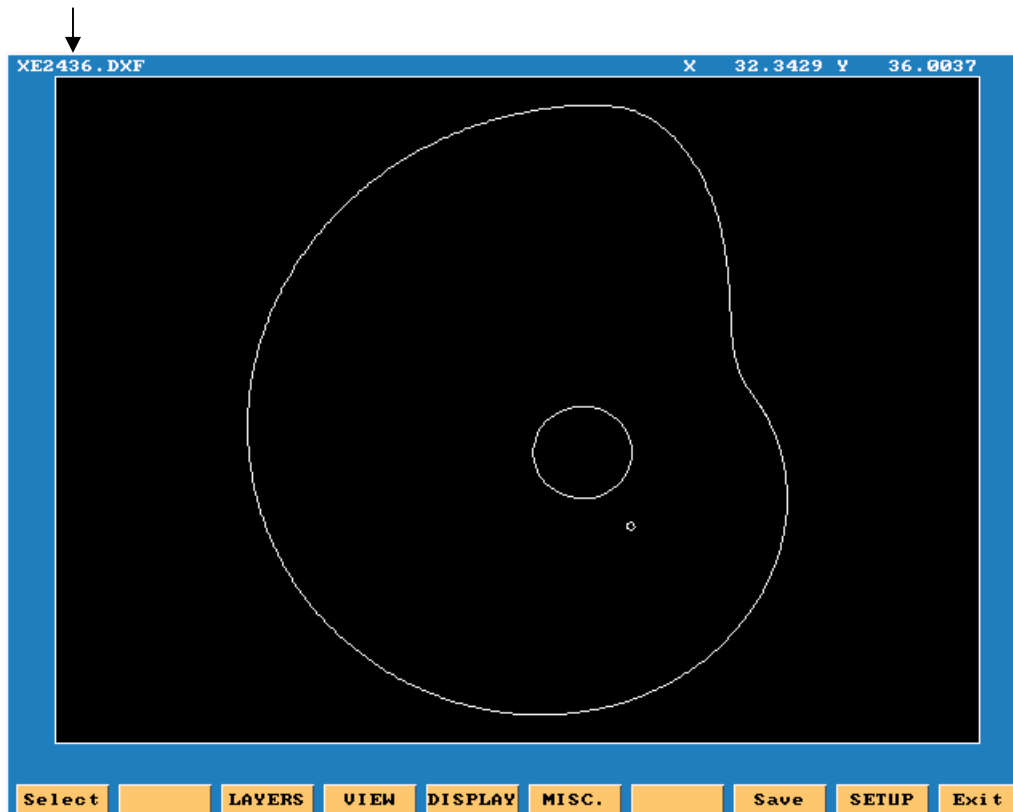 XE2436.DXF X 32.3429 Y 36.0037
Select LAYERS VIEW DISPLAY MISC. Save SETUP Exit